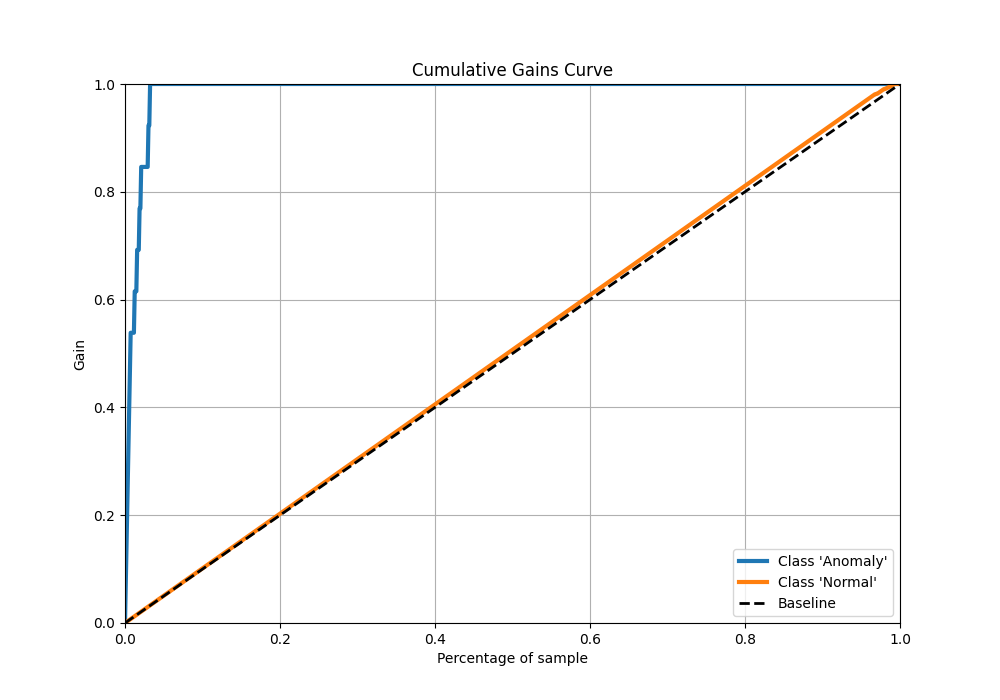 Cumulative Gains Curve
1.0
0.8
0.6
0.4
0.2
0.0
Gain
0.0 0.2 0.4 0.6 0.8 1.0
Percentage of sample
Class 'Anomaly'
Class 'Normal'
Baseline